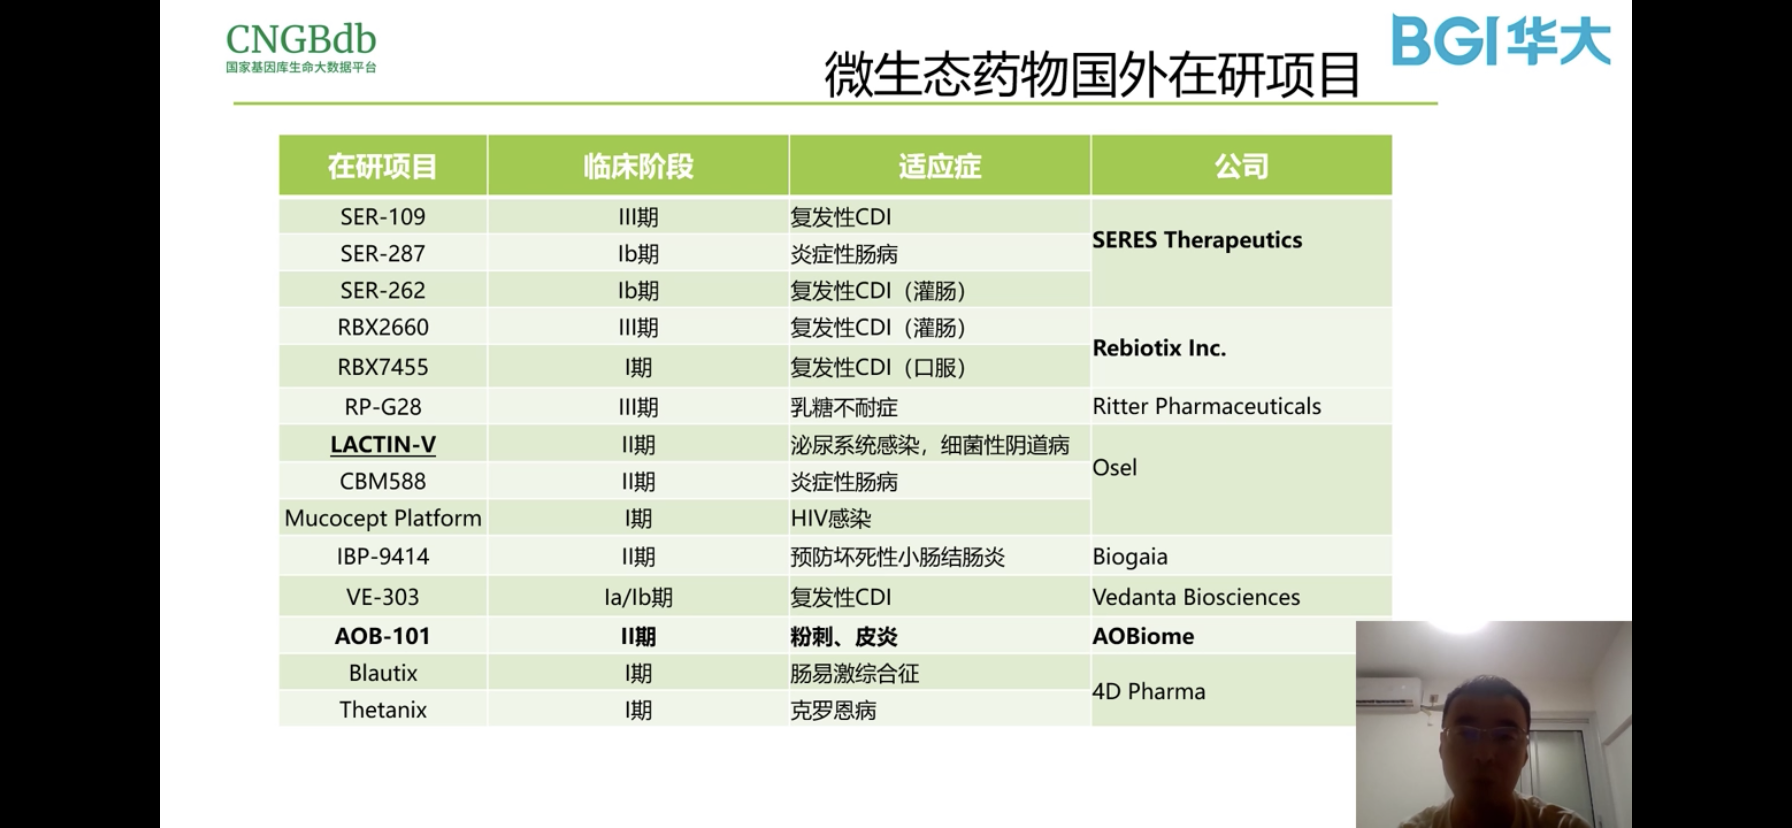 CNGBdb
国家基因库生命大数据平台
BGI华大
微生态药物国外在研项目
在研项目 临床阶段 适应症 公司
SER-109 III期 复发性CDI SERES Therapeutics
SER-287 Ib期 炎症性肠病
SER-262 Ib期 复发性CDI（灌肠）
RBX2660 III期 复发性CDI（灌肠） Rebiotix Inc.
RBX7455 I期 复发性CDI（口服）
RP-G28 III期 乳糖不耐症 Ritter Pharmaceuticals
LACTIN-V II期 泌尿系统感染，细菌性阴道病 Osel
CBM588 II期 炎症性肠病
Mucocept Platform I期 HIV感染
IBP-9414 II期 预防坏死性小肠结肠炎 Biogaia
VE-303 Ia/Ib期 复发性CDI Vedanta Biosciences
AOB-101 II期 粉刺、皮炎 AOBiome
Blautix I期 肠易激综合征 4D Pharma
Thetanix I期 克罗恩病